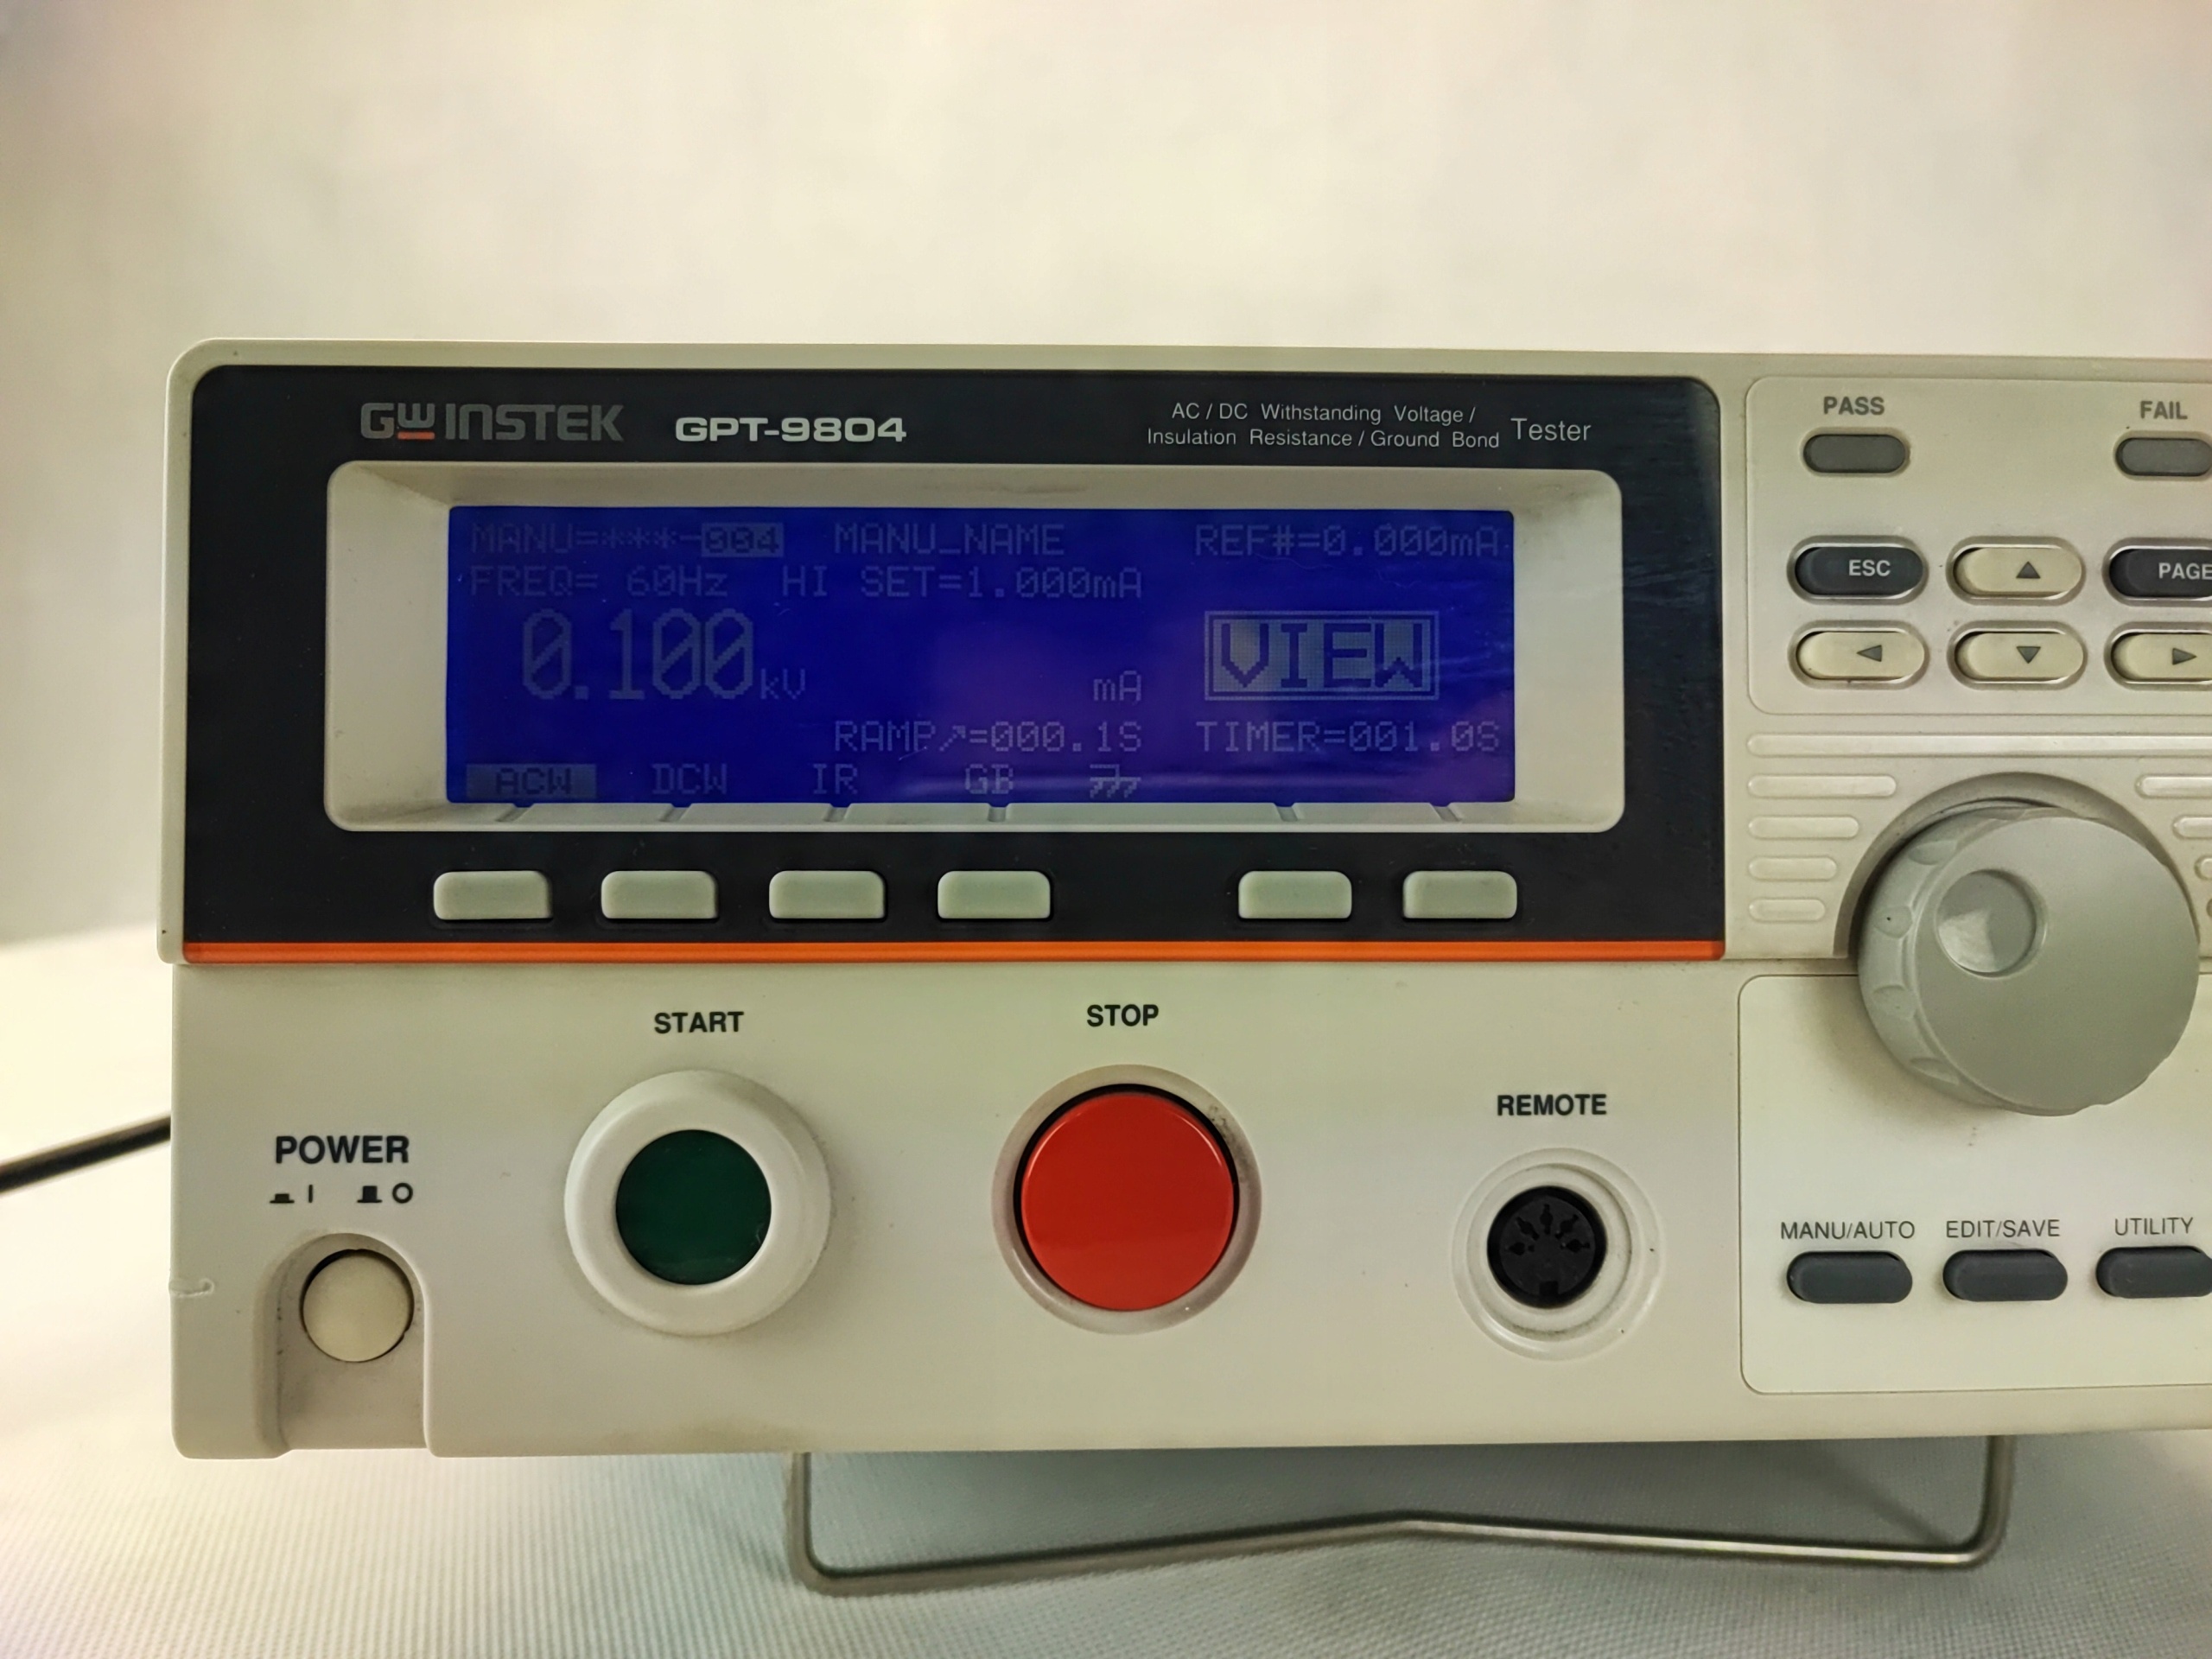 GWINSTEK GPT-9804
AC / DC Withstanding Voltage /
Insulation Resistance / Ground Bond Tester
MANU=***-004 MANU_NAME REF#=0.000mA
FREQ= 60Hz HI SET=1.000mA
0.100kV mA VIEW
RAMP↗=000.1S TIMER=001.0S
ACW DCW IR GB
PASS FAIL
ESC PAGE
START STOP
REMOTE
POWER
I O
MANU/AUTO EDIT/SAVE UTILITY